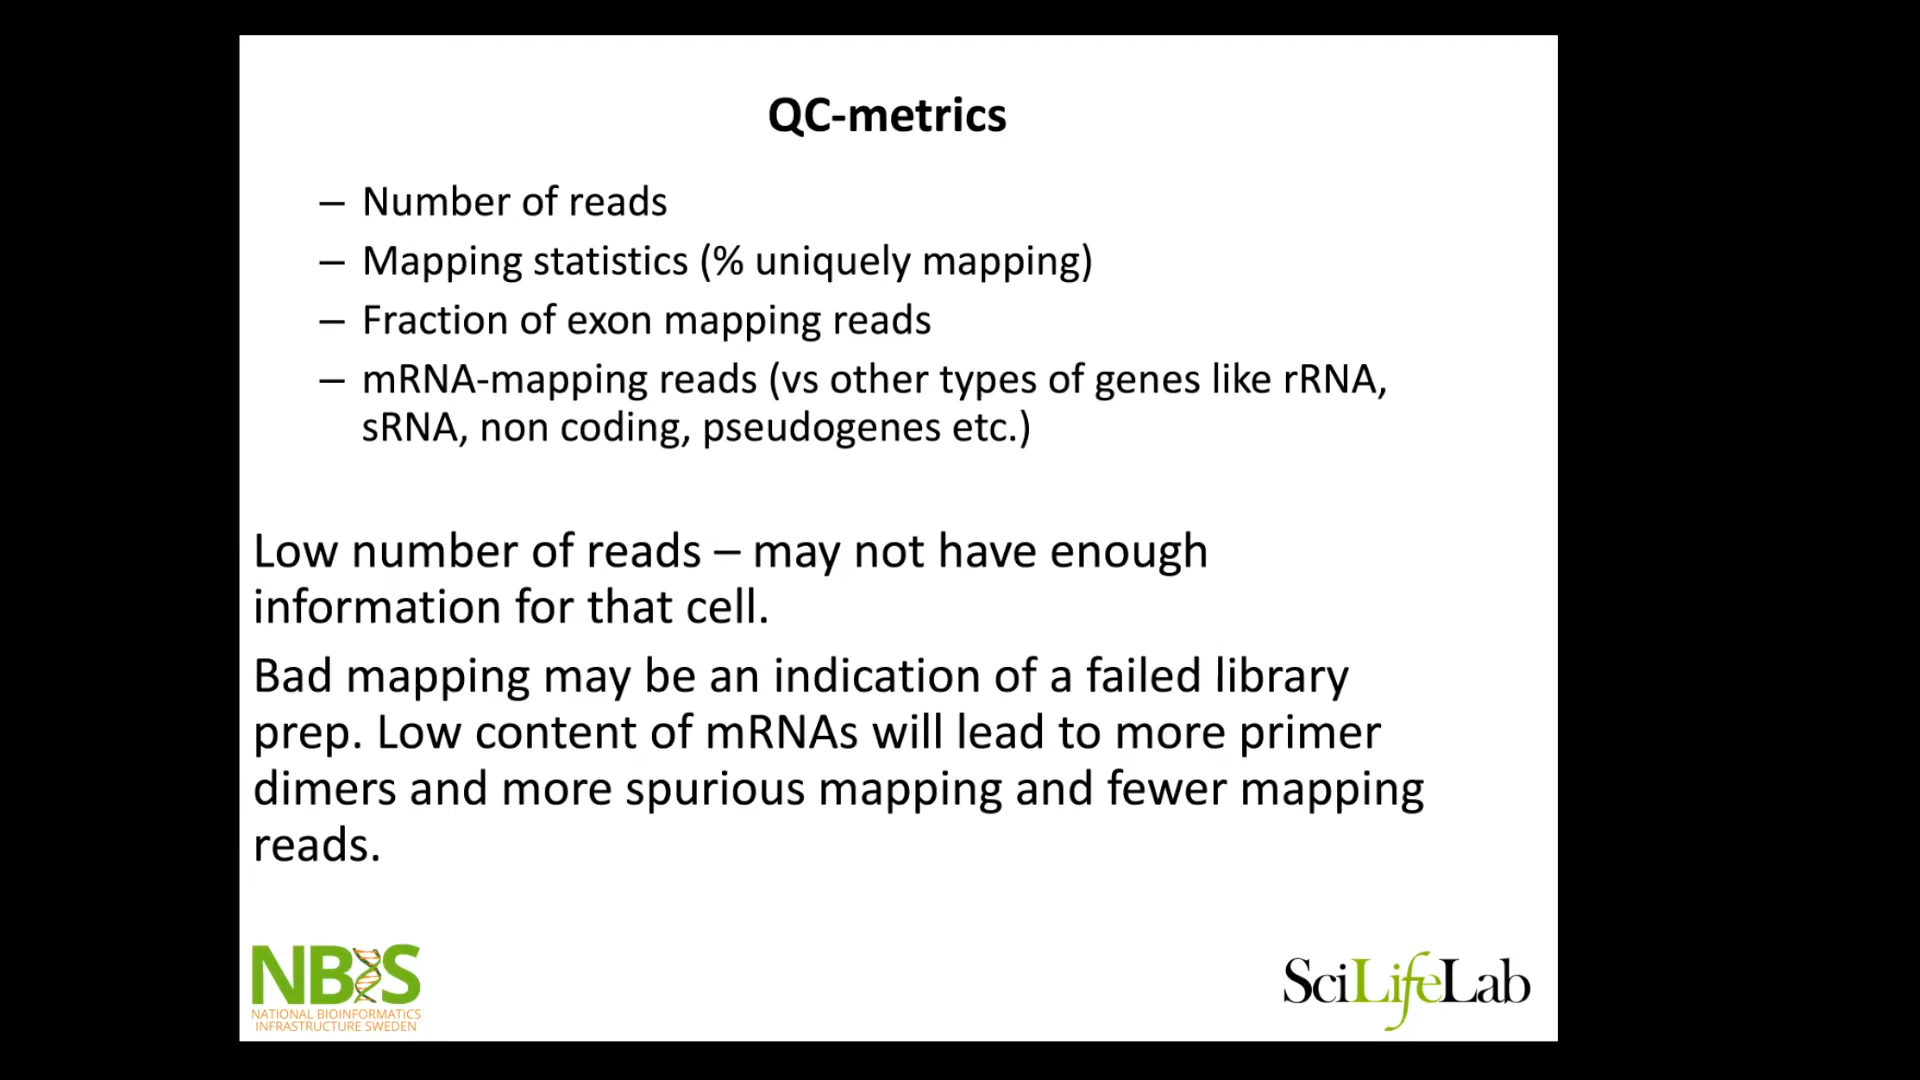 QC-metrics
– Number of reads
– Mapping statistics (% uniquely mapping)
– Fraction of exon mapping reads
– mRNA-mapping reads (vs other types of genes like rRNA,
sRNA, non coding, pseudogenes etc.)
Low number of reads – may not have enough
information for that cell.
Bad mapping may be an indication of a failed library
prep. Low content of mRNAs will lead to more primer
dimers and more spurious mapping and fewer mapping
reads.
NBIS
NATIONAL BIOINFORMATICS
INFRASTRUCTURE SWEDEN
SciLifeLab